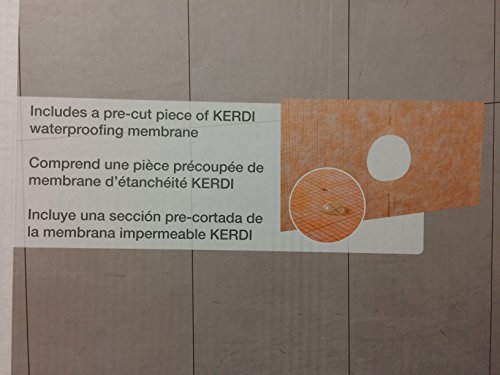 Includes a pre-cut piece of KERDI
waterproofing membrane
Comprend une pièce précoupée de
membrane d'étanchéité KERDI
Incluye una sección pre-cortada de
la membrana impermeable KERDI